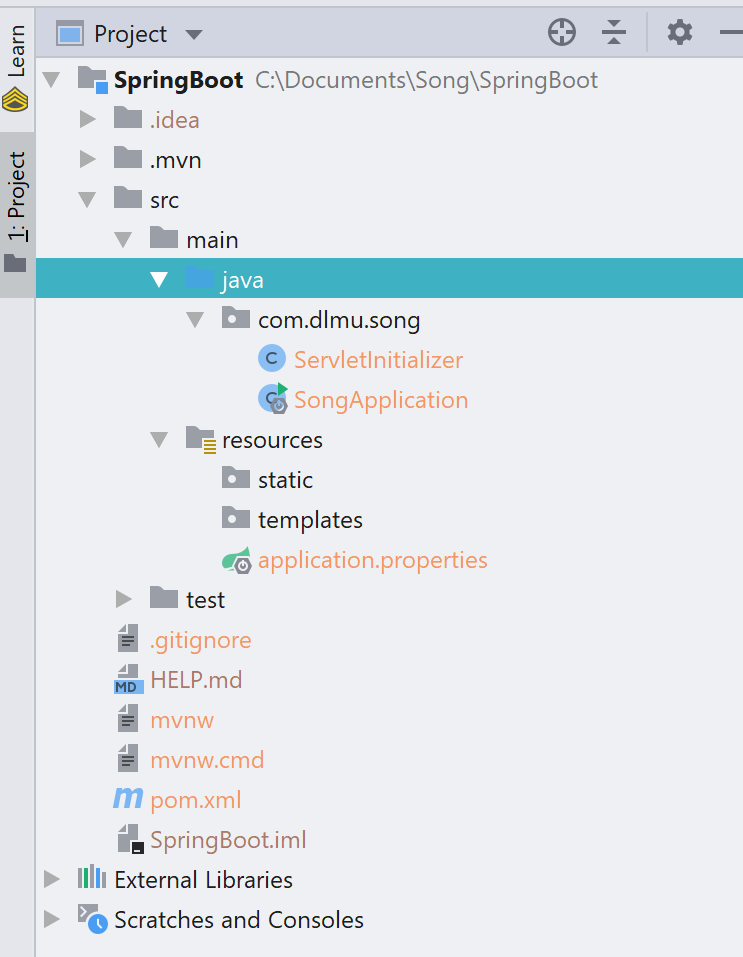 Learn
1: Project
Project
SpringBoot C:\Documents\Song\SpringBoot
.idea
.mvn
src
main
java
com.dlmu.song
C ServletInitializer
C SongApplication
resources
static
templates
application.properties
test
.gitignore
MD HELP.md
mvnw
mvnw.cmd
m pom.xml
SpringBoot.iml
External Libraries
Scratches and Consoles